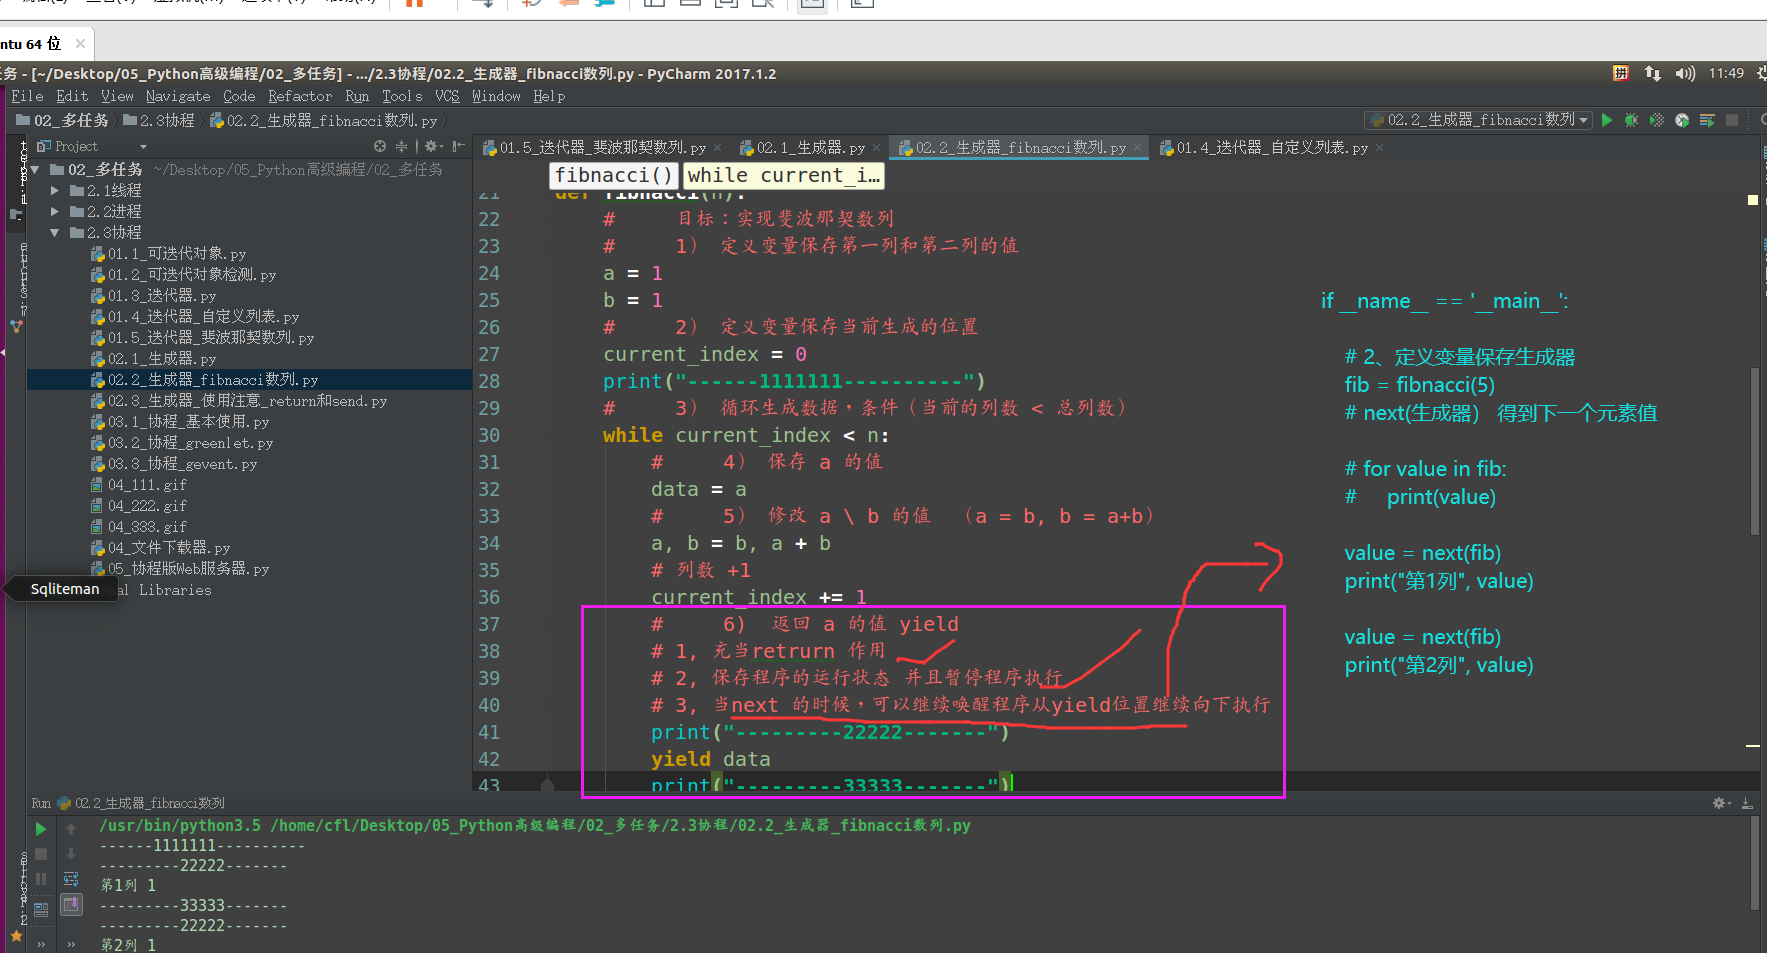 ntu 64 位
任务 - [~/Desktop/05_Python高级编程/02_多任务] - .../2.3协程/02.2_生成器_fibnacci数列.py - PyCharm 2017.1.2
拼
11:49
File Edit View Navigate Code Refactor Run Tools VCS Window Help
02_多任务 2.3协程 02.2_生成器_fibnacci数列.py
02.2_生成器_fibnacci数列
Project
01.5_迭代器_斐波那契数列.py
02.1_生成器.py
02.2_生成器_fibnacci数列.py
01.4_迭代器_自定义列表.py
02_多任务 ~/Desktop/05_Python高级编程/02_多任务
2.1线程
2.2进程
2.3协程
01.1_可迭代对象.py
01.2_可迭代对象检测.py
01.3_迭代器.py
01.4_迭代器_自定义列表.py
01.5_迭代器_斐波那契数列.py
02.1_生成器.py
02.2_生成器_fibnacci数列.py
02.3_生成器_使用注意_return和send.py
03.1_协程_基本使用.py
03.2_协程_greenlet.py
03.3_协程_gevent.py
04_111.gif
04_222.gif
04_333.gif
04_文件下载器.py
05_协程版Web服务器.py
Sqliteman
al Libraries
fibnacci() while current_i...
21 def fibnacci(n):
22 # 目标：实现斐波那契数列
23 # 1） 定义变量保存第一列和第二列的值
24 a = 1
25 b = 1
26 # 2） 定义变量保存当前生成的位置
27 current_index = 0
28 print("------1111111----------")
29 # 3） 循环生成数据，条件（当前的列数 < 总列数）
30 while current_index < n:
31 # 4） 保存 a 的值
32 data = a
33 # 5） 修改 a \ b 的值 （a = b, b = a+b）
34 a, b = b, a + b
35 # 列数 +1
36 current_index += 1
37 # 6） 返回 a 的值 yield
38 # 1, 充当retrurn 作用
39 # 2, 保存程序的运行状态 并且暂停程序执行
40 # 3, 当next 的时候，可以继续唤醒程序从yield位置继续向下执行
41 print("---------22222-------")
42 yield data
43 print("---------33333-------")
if __name__ == '__main__':
# 2、定义变量保存生成器
fib = fibnacci(5)
# next(生成器) 得到下一个元素值
# for value in fib:
# print(value)
value = next(fib)
print("第1列", value)
value = next(fib)
print("第2列", value)
Run 02.2_生成器_fibnacci数列
/usr/bin/python3.5 /home/cfl/Desktop/05_Python高级编程/02_多任务/2.3协程/02.2_生成器_fibnacci数列.py
------1111111----------
---------22222-------
第1列 1
---------33333-------
---------22222-------
第2列 1